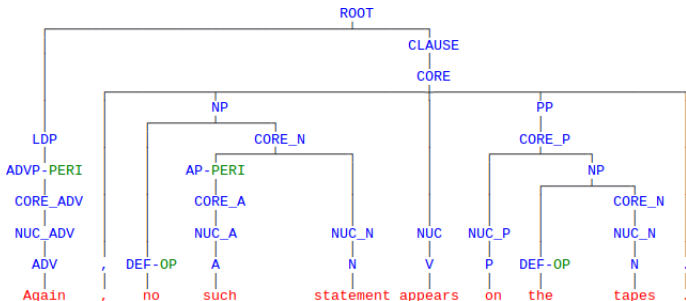 ROOT
CLAUSE
CORE
NP PP
LDP CORE_N CORE_P
ADVP-PERI AP-PERI NP
CORE_ADV CORE_A CORE_N
NUC_ADV NUC_A NUC_N NUC NUC_P NUC_N
ADV , DEF-OP A N V P DEF-OP N .
Again , no such statement appears on the tapes